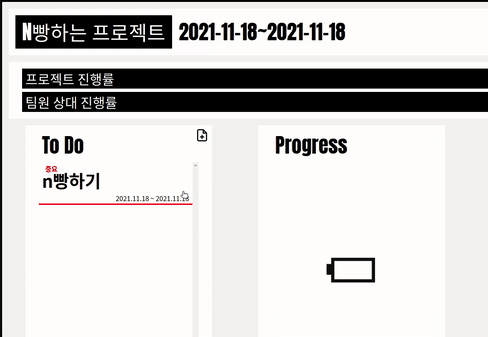 N빵하는 프로젝트 2021-11-18~2021-11-18
프로젝트 진행률
팀원 상대 진행률
To Do
중요
n빵하기
2021.11.18 ~ 2021.11.18
Progress